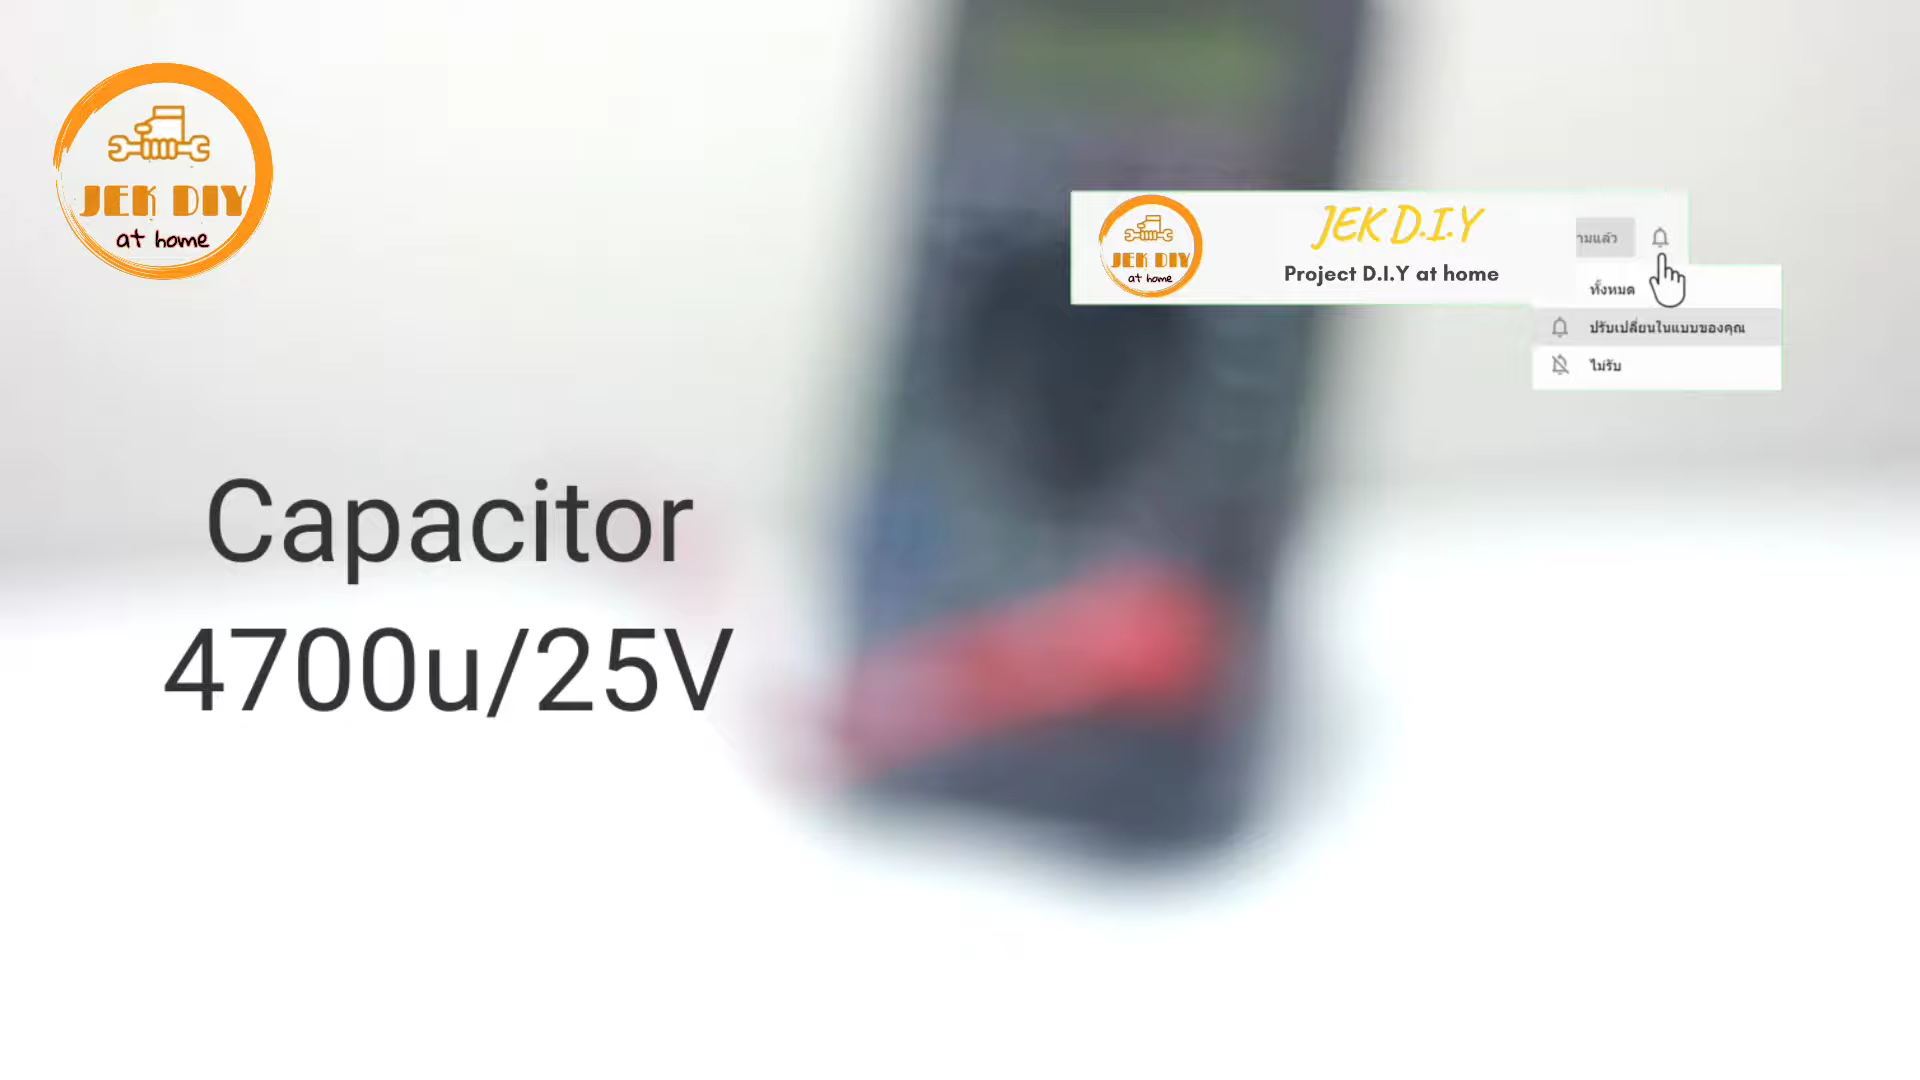 JEK DIY
at home
JEK DIY
at home
JEK D.I.Y
Project D.I.Y at home
ทั้งหมด
ปรับเปลี่ยนในแบบของคุณ
ไม่รับ
Capacitor
4700u/25V